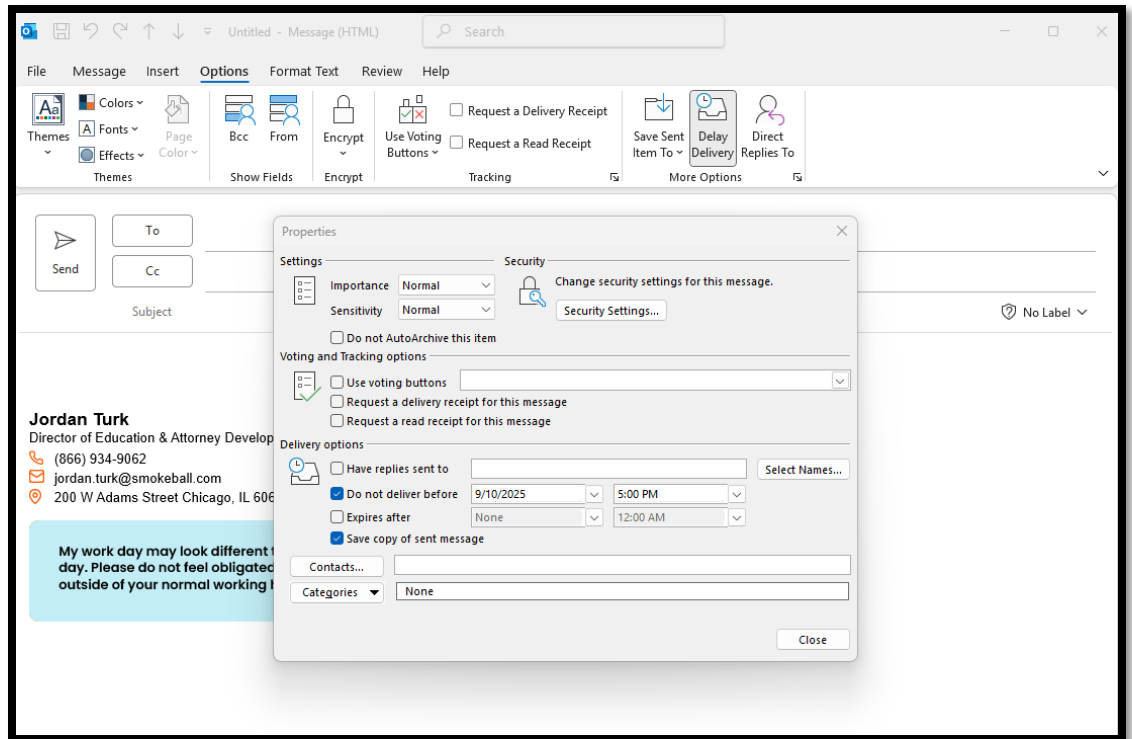 Untitled - Message (HTML)
Search
File Message Insert Options Format Text Review Help
Aa
Themes
Colors
A Fonts
Effects
Page
Color
Themes
Bcc
From
Show Fields
Encrypt
Encrypt
Use Voting
Buttons
Request a Delivery Receipt
Request a Read Receipt
Tracking
Save Sent
Item To
Delay
Delivery
Direct
Replies To
More Options
Send
To
Cc
Subject
No Label
Properties
Settings
Importance Normal
Sensitivity Normal
Do not AutoArchive this item
Security
Change security settings for this message.
Security Settings...
Voting and Tracking options
Use voting buttons
Request a delivery receipt for this message
Request a read receipt for this message
Delivery options
Have replies sent to Select Names...
Do not deliver before 9/10/2025 5:00 PM
Expires after None 12:00 AM
Save copy of sent message
Contacts...
Categories None
Close
Jordan Turk
Director of Education & Attorney Develop
(866) 934-9062
jordan.turk@smokeball.com
200 W Adams Street Chicago, IL 606
My work day may look different
day. Please do not feel obligated
outside of your normal working